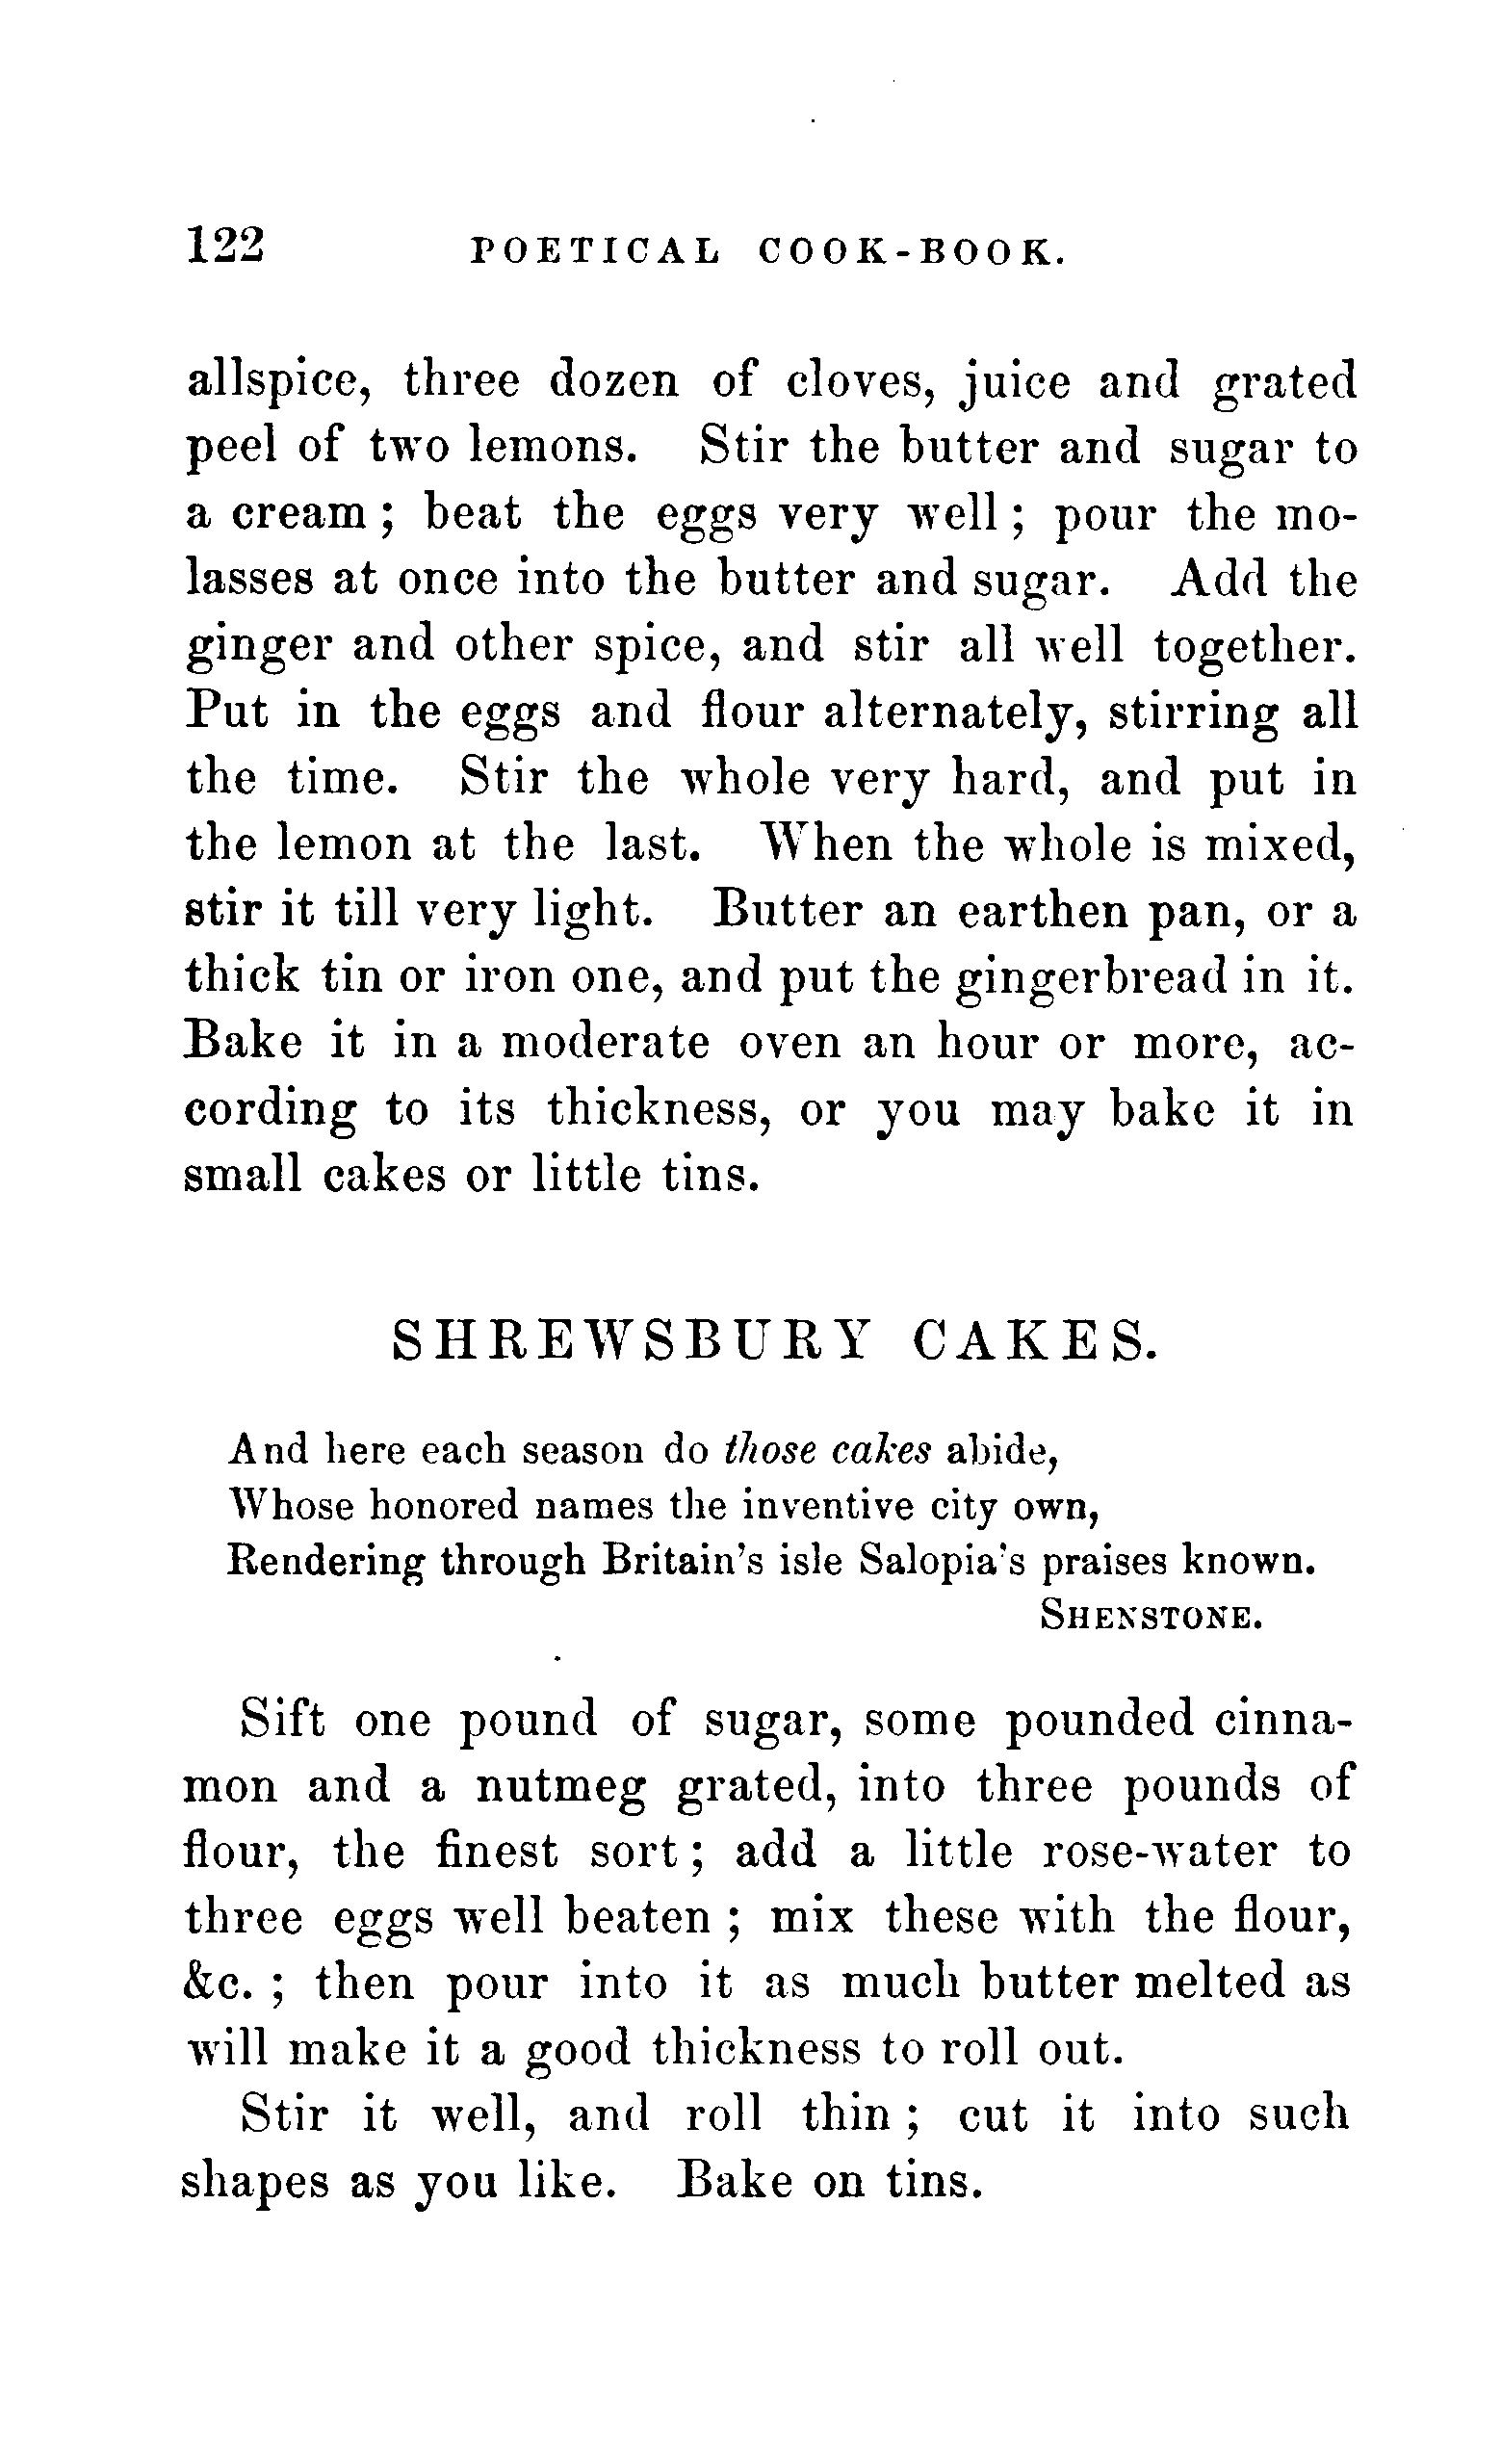 122 POETICAL COOK-BOOK.
allspice, three dozen of cloves, juice and grated
peel of two lemons. Stir the butter and sugar to
a cream; beat the eggs very well; pour the mo-
lasses at once into the butter and sugar. Add the
ginger and other spice, and stir all well together.
Put in the eggs and flour alternately, stirring all
the time. Stir the whole very hard, and put in
the lemon at the last. When the whole is mixed,
stir it till very light. Butter an earthen pan, or a
thick tin or iron one, and put the gingerbread in it.
Bake it in a moderate oven an hour or more, ac-
cording to its thickness, or you may bake it in
small cakes or little tins.
SHREWSBURY CAKES.
And here each season do those cakes abide,
Whose honored names the inventive city own,
Rendering through Britain's isle Salopia's praises known.
SHENSTONE.
Sift one pound of sugar, some pounded cinna-
mon and a nutmeg grated, into three pounds of
flour, the finest sort; add a little rose-water to
three eggs well beaten; mix these with the flour,
&c.; then pour into it as much butter melted as
will make it a good thickness to roll out.
Stir it well, and roll thin; cut it into such
shapes as you like. Bake on tins.